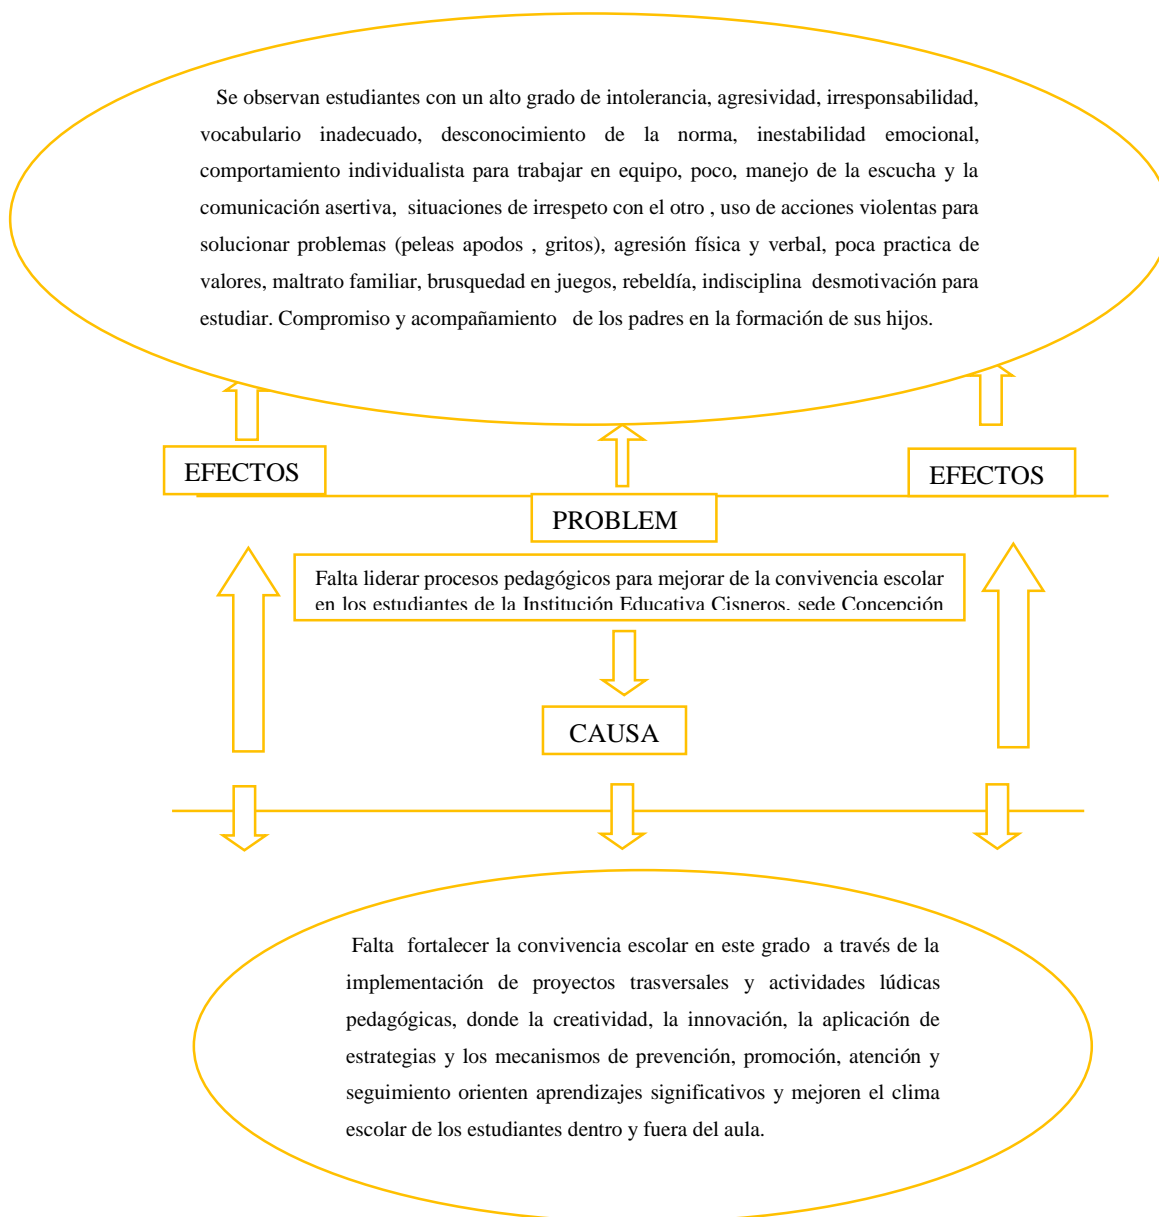 Se observan estudiantes con un alto grado de intolerancia, agresividad, irresponsabilidad,
vocabulario inadecuado, desconocimiento de la norma, inestabilidad emocional,
comportamiento individualista para trabajar en equipo, poco, manejo de la escucha y la
comunicación asertiva, situaciones de irrespeto con el otro , uso de acciones violentas para
solucionar problemas (peleas apodos , gritos), agresión física y verbal, poca practica de
valores, maltrato familiar, brusquedad en juegos, rebeldía, indisciplina desmotivación para
estudiar. Compromiso y acompañamiento de los padres en la formación de sus hijos.
EFECTOS
EFECTOS
PROBLEM
Falta liderar procesos pedagógicos para mejorar de la convivencia escolar
en los estudiantes de la Institución Educativa Cisneros, sede Concepción
CAUSA
Falta fortalecer la convivencia escolar en este grado a través de la
implementación de proyectos trasversales y actividades lúdicas
pedagógicas, donde la creatividad, la innovación, la aplicación de
estrategias y los mecanismos de prevención, promoción, atención y
seguimiento orienten aprendizajes significativos y mejoren el clima
escolar de los estudiantes dentro y fuera del aula.